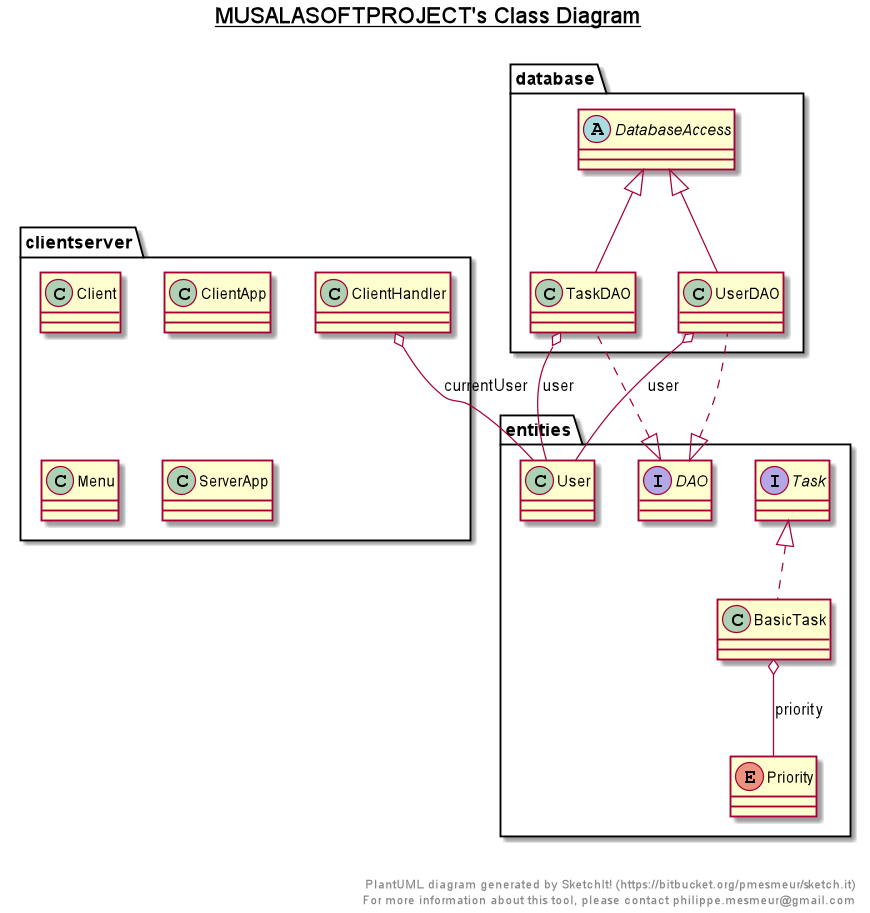 MUSALASOFTPROJECT's Class Diagram
database
A DatabaseAccess
clientserver
C Client
C ClientApp
C ClientHandler
C TaskDAO
C UserDAO
currentUser
user
user
entities
C Menu
C ServerApp
C User
I DAO
I Task
C BasicTask
priority
E Priority
PlantUML diagram generated by SketchIt! (https://bitbucket.org/pmesmeur/sketch.it)
For more information about this tool, please contact philippe.mesmeur@gmail.com